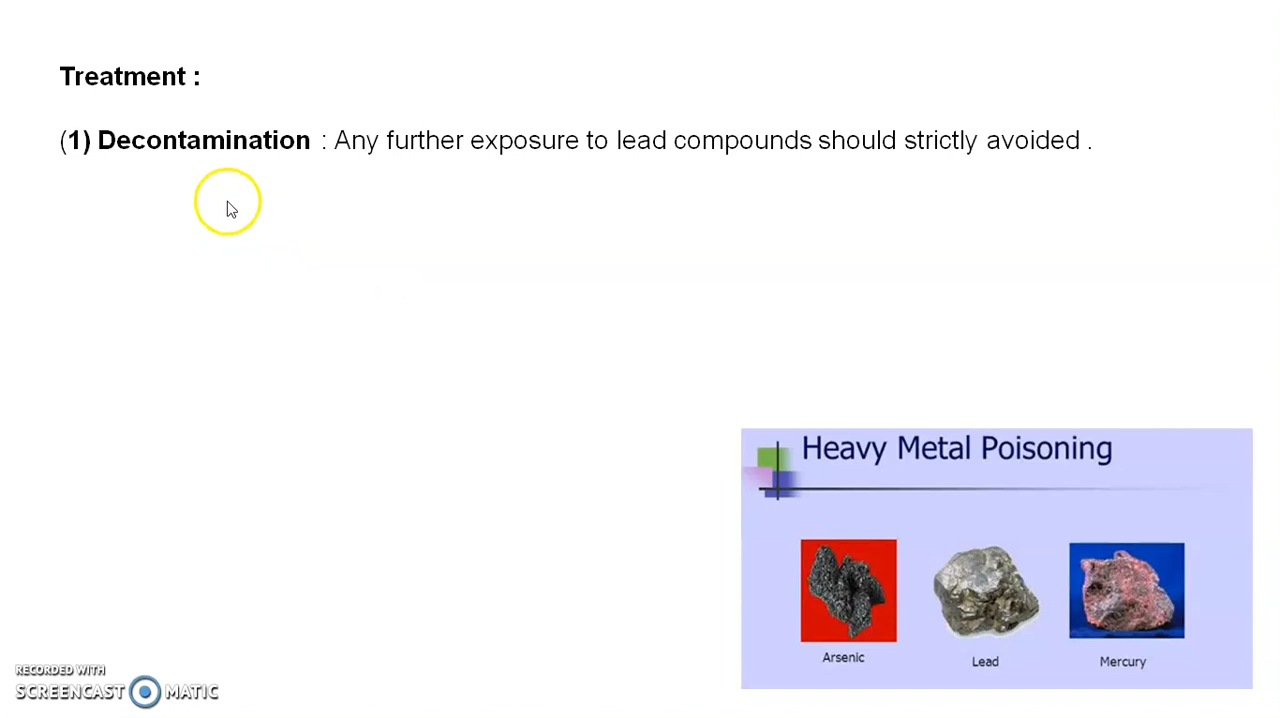 Treatment :
(1) Decontamination : Any further exposure to lead compounds should strictly avoided .
Heavy Metal Poisoning
Arsenic
Lead
Mercury
RECORDED WITH
SCREENCAST MATIC